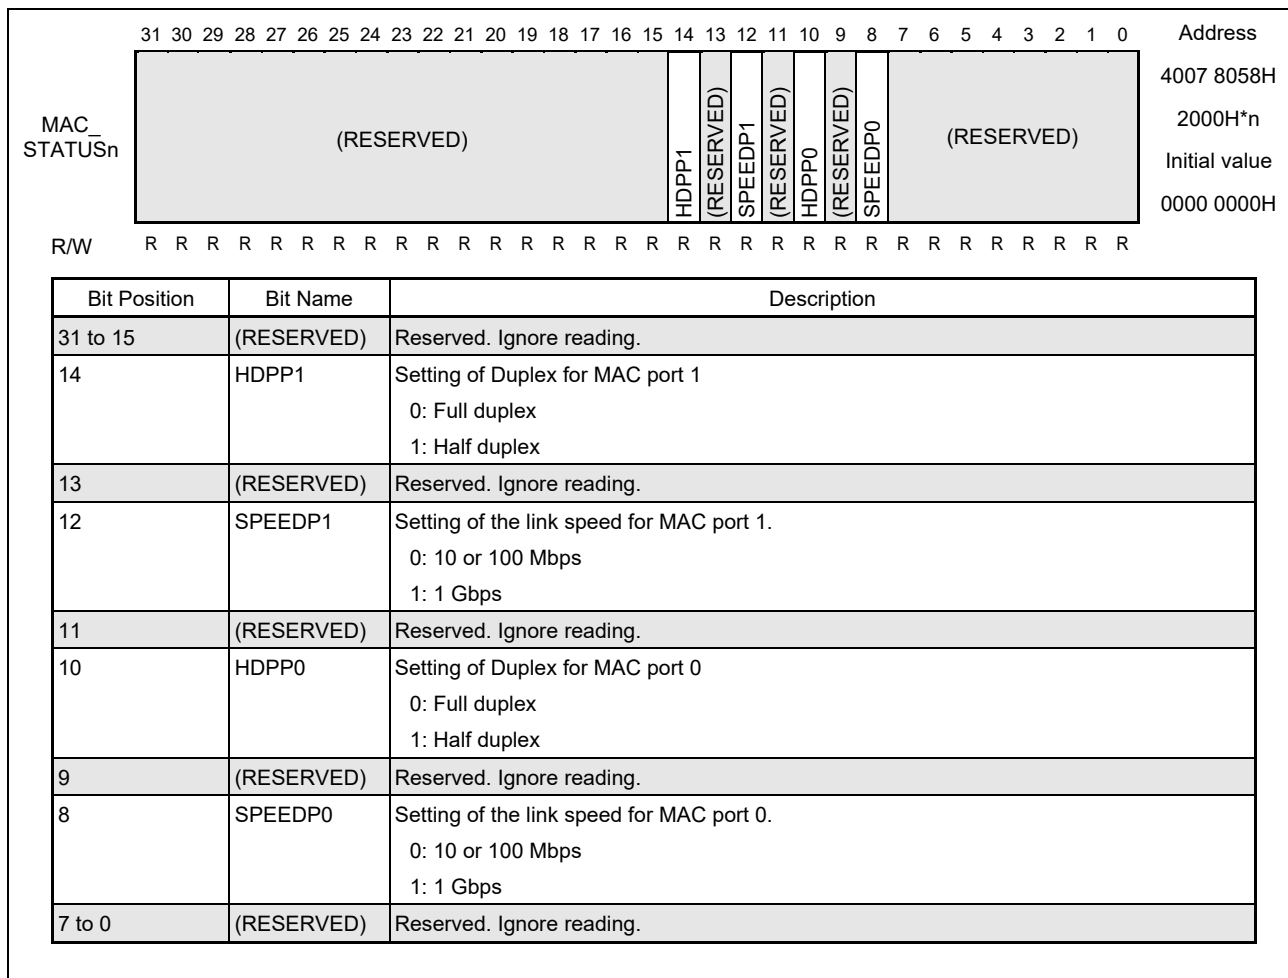 31 30 29 28 27 26 25 24 23 22 21 20 19 18 17 16 15 14 13 12 11 10 9 8 7 6 5 4 3 2 1 0 Address
4007 8058H
2000H*n
Initial value
0000 0000H
MAC_
STATUSn
(RESERVED)
HDPP1
(RESERVED)
SPEEDP1
(RESERVED)
HDPP0
(RESERVED)
SPEEDP0
(RESERVED)
R/W R R R R R R R R R R R R R R R R R R R R R R R R R R R R R R R R
Bit Position Bit Name Description
31 to 15 (RESERVED) Reserved. Ignore reading.
14 HDPP1 Setting of Duplex for MAC port 1
0: Full duplex
1: Half duplex
13 (RESERVED) Reserved. Ignore reading.
12 SPEEDP1 Setting of the link speed for MAC port 1.
0: 10 or 100 Mbps
1: 1 Gbps
11 (RESERVED) Reserved. Ignore reading.
10 HDPP0 Setting of Duplex for MAC port 0
0: Full duplex
1: Half duplex
9 (RESERVED) Reserved. Ignore reading.
8 SPEEDP0 Setting of the link speed for MAC port 0.
0: 10 or 100 Mbps
1: 1 Gbps
7 to 0 (RESERVED) Reserved. Ignore reading.